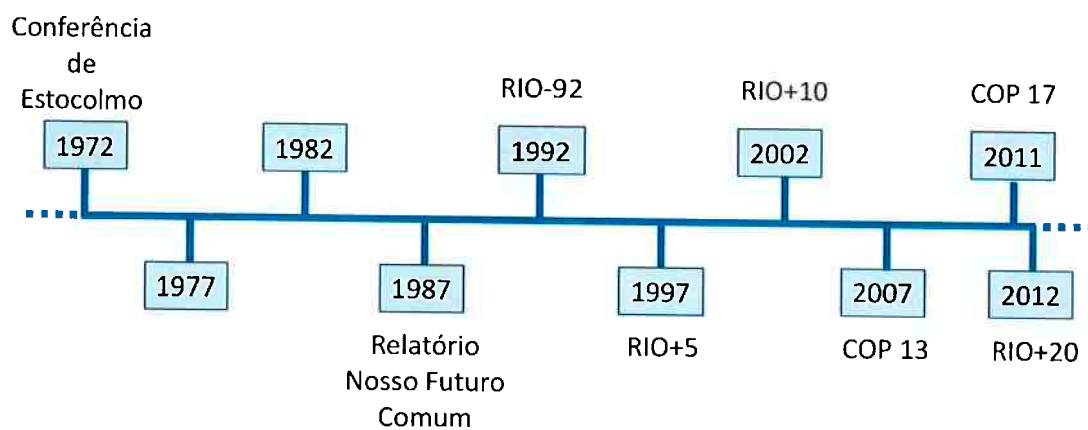 Conferência
de
Estocolmo
RIO-92
RIO+10
COP 17
1972
1982
1992
2002
2011
1977
1987
1997
2007
2012
Relatório
Nosso Futuro
Comum
RIO+5
COP 13
RIO+20